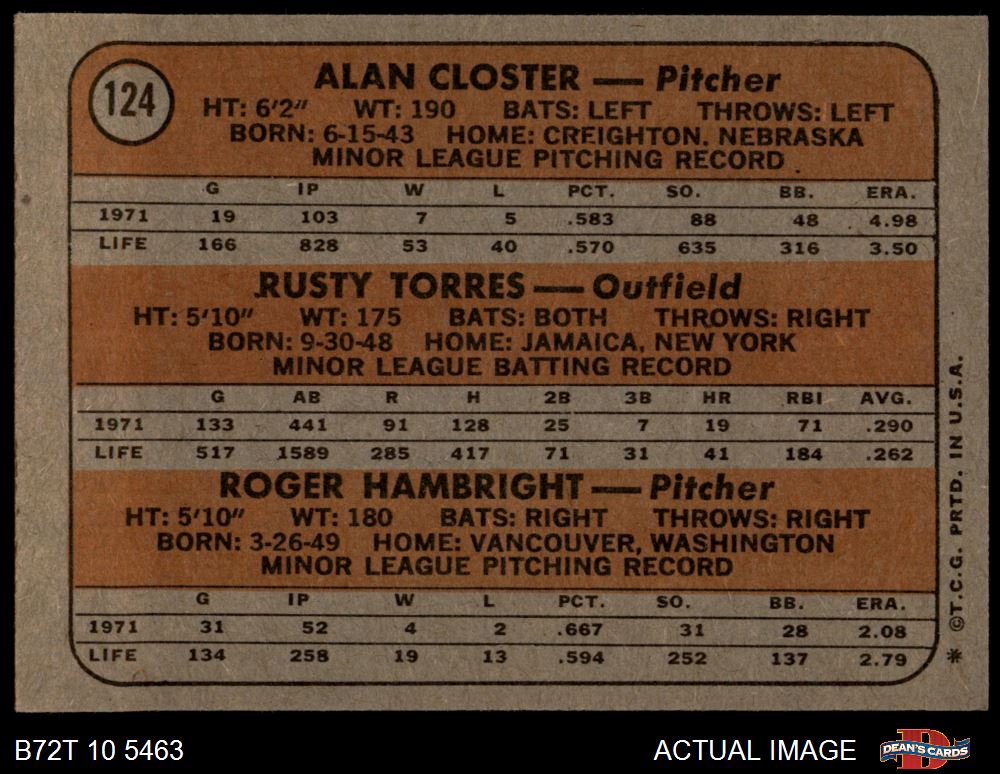 124
ALAN CLOSTER — Pitcher
HT: 6'2" WT: 190 BATS: LEFT THROWS: LEFT
BORN: 6-15-43 HOME: CREIGHTON. NEBRASKA
MINOR LEAGUE PITCHING RECORD
G IP W L PCT. SO. BB. ERA.
1971 19 103 7 5 .583 88 48 4.98
LIFE 166 828 53 40 .570 635 316 3.50
RUSTY TORRES — Outfield
HT: 5'10" WT: 175 BATS: BOTH THROWS: RIGHT
BORN: 9-30-48 HOME: JAMAICA, NEW YORK
MINOR LEAGUE BATTING RECORD
G AB R H 2B 3B HR RBI AVG.
1971 133 441 91 128 25 7 19 71 .290
LIFE 517 1589 285 417 71 31 41 184 .262
ROGER HAMBRIGHT — Pitcher
HT: 5'10" WT: 180 BATS: RIGHT THROWS: RIGHT
BORN: 3-26-49 HOME: VANCOUVER, WASHINGTON
MINOR LEAGUE PITCHING RECORD
G IP W L PCT. SO. BB. ERA.
1971 31 52 4 2 .667 31 28 2.08
LIFE 134 258 19 13 .594 252 137 2.79
* ©T.C.G. PRTD. IN U.S.A.
B72T 10 5463
ACTUAL IMAGE
DEAN'S CARDS